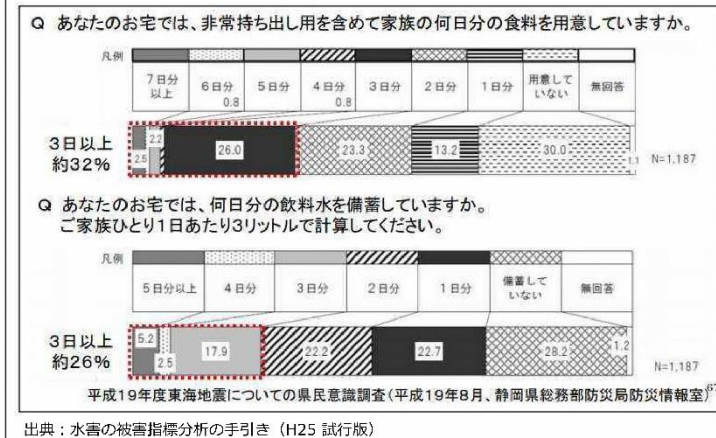 Q あなたのお宅では、非常持ち出し用を含めて家族の何日分の食料を用意していますか。
凡例
7日分以上 6日分 5日分 4日分 3日分 2日分 1日分 用意していない 無回答
0.8 0.8
3日以上
約32%
2.5 2.2 26.0 23.3 13.2 30.0 1.1 N=1,187
Q あなたのお宅では、何日分の飲料水を備蓄していますか。
ご家族ひとり1日あたり3リットルで計算してください。
凡例
5日分以上 4日分 3日分 2日分 1日分 備蓄していない 無回答
3日以上
約26%
5.2 2.5 17.9 22.2 22.7 28.2 1.2 N=1,187
平成19年度東海地震についての県民意識調査(平成19年8月、静岡県総務部防災局防災情報室)
出典:水害の被害指標分析の手引き(H25 試行版)